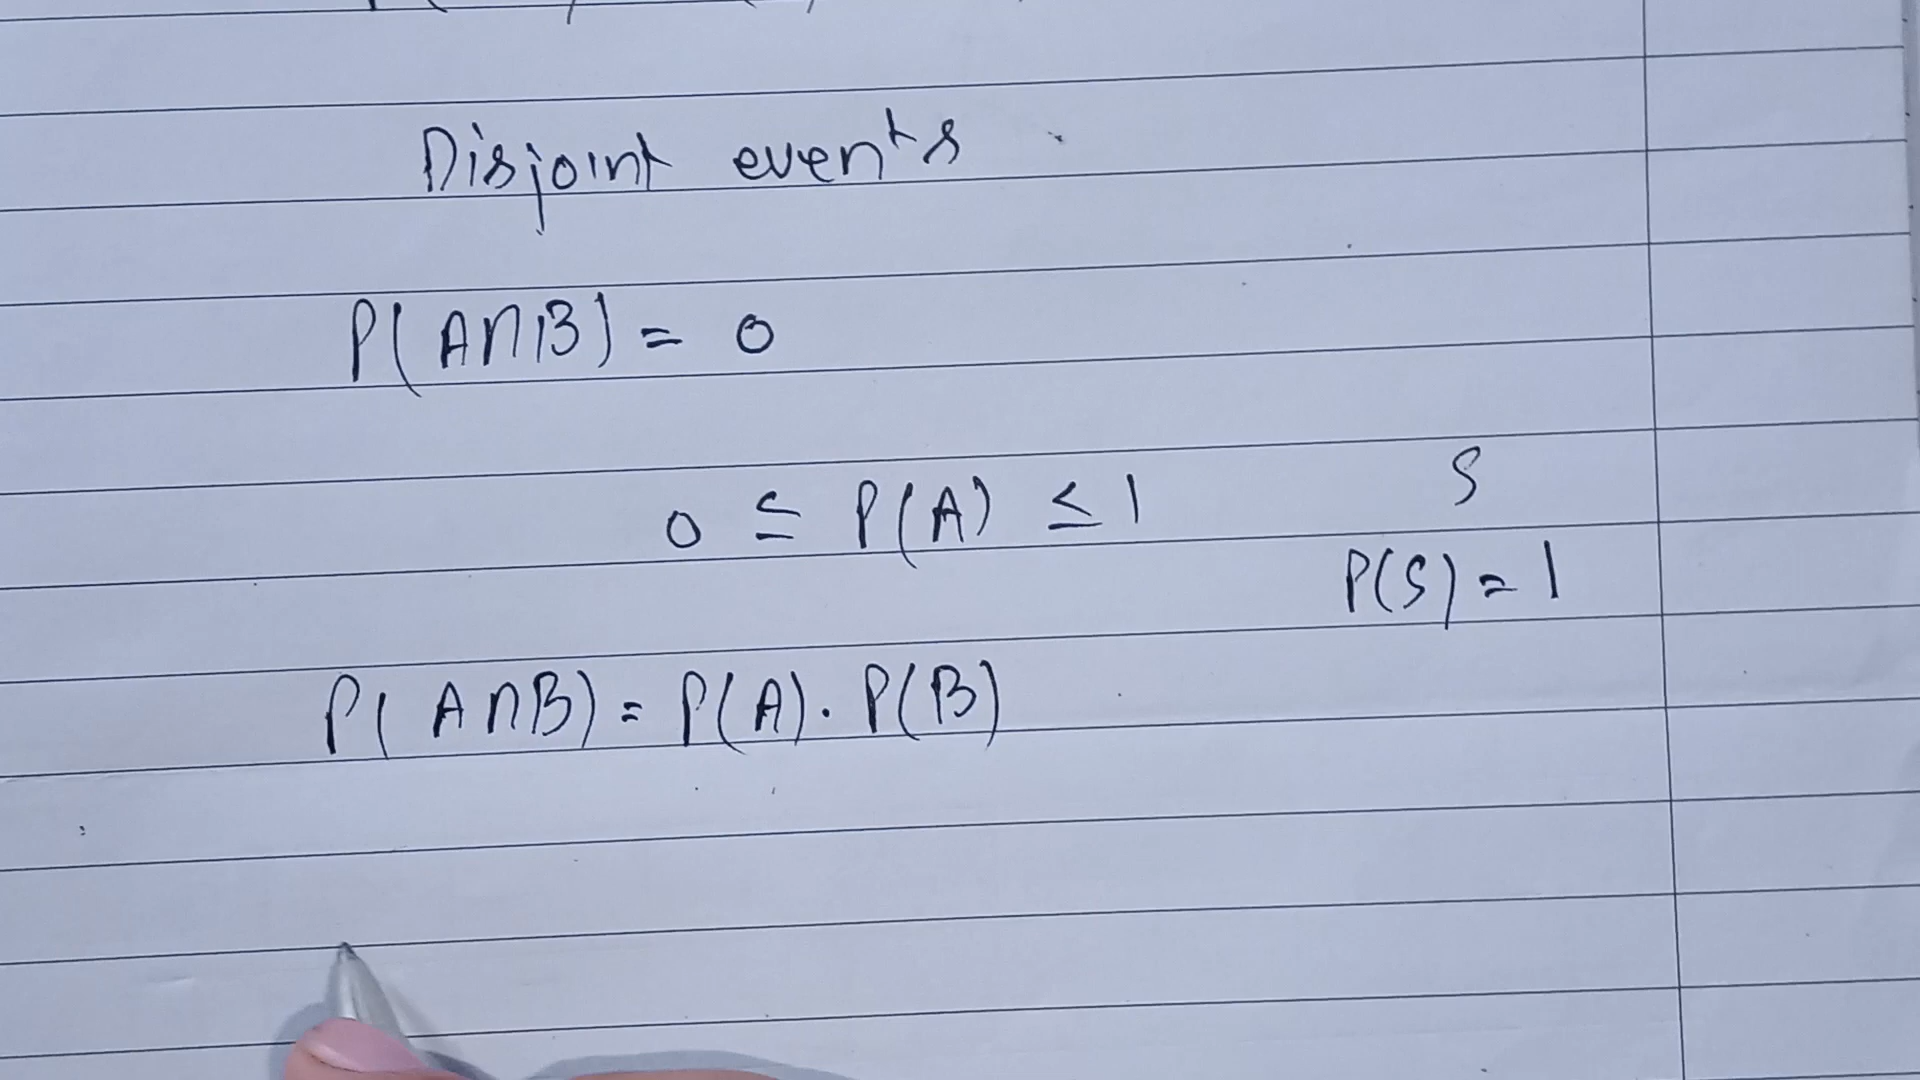 Disjoint events
P(A∩B) = 0
0 ≤ P(A) ≤ 1
S
P(S) = 1
P(A∩B) = P(A). P(B)